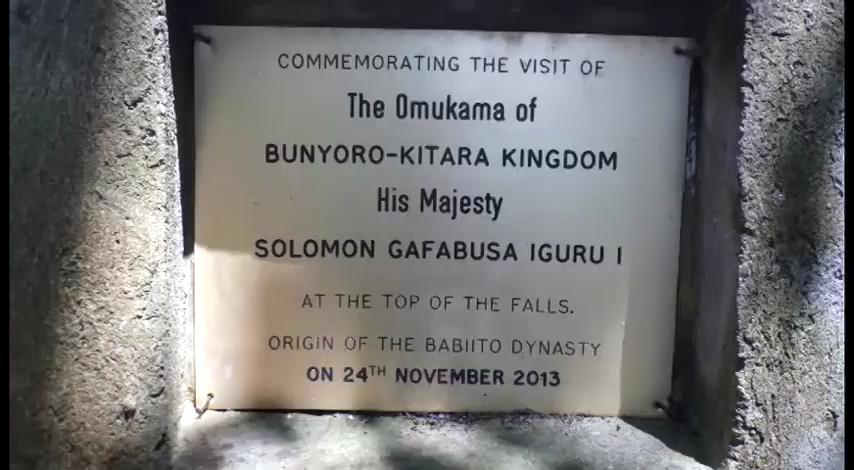 COMMEMORATING THE VISIT OF
The Omukama of
BUNYORO-KITARA KINGDOM
His Majesty
SOLOMON GAFABUSA IGURU I
AT THE TOP OF THE FALLS.
ORIGIN OF THE BABIITO DYNASTY
ON 24TH NOVEMBER 2013